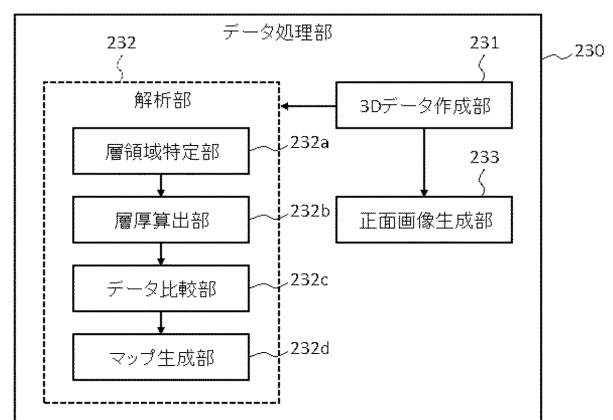 データ処理部
230
232
解析部
層領域特定部
232a
層厚算出部
232b
データ比較部
232c
マップ生成部
232d
231
3Dデータ作成部
233
正面画像生成部